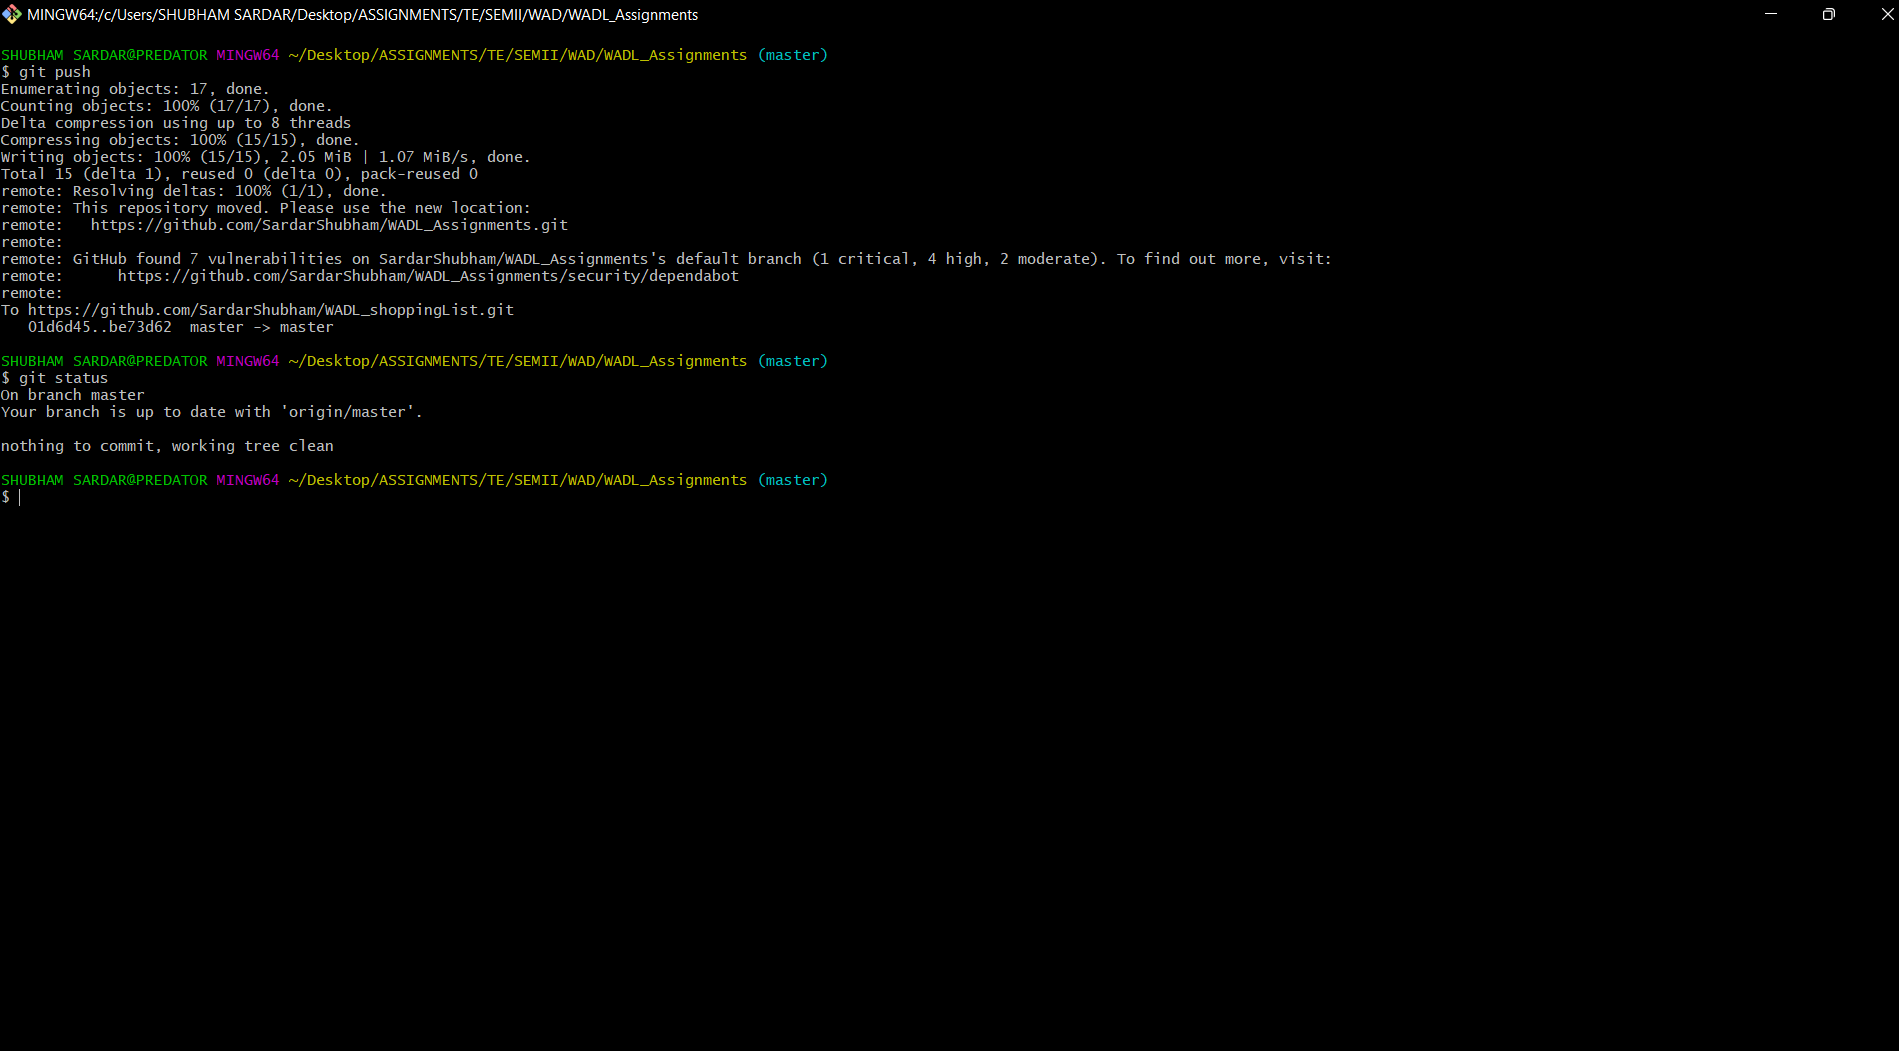 MINGW64:/c/Users/SHUBHAM SARDAR/Desktop/ASSIGNMENTS/TE/SEMII/WAD/WADL_Assignments
SHUBHAM SARDAR@PREDATOR MINGW64 ~/Desktop/ASSIGNMENTS/TE/SEMII/WAD/WADL_Assignments (master)
$ git push
Enumerating objects: 17, done.
Counting objects: 100% (17/17), done.
Delta compression using up to 8 threads
Compressing objects: 100% (15/15), done.
Writing objects: 100% (15/15), 2.05 MiB | 1.07 MiB/s, done.
Total 15 (delta 1), reused 0 (delta 0), pack-reused 0
remote: Resolving deltas: 100% (1/1), done.
remote: This repository moved. Please use the new location:
remote:   https://github.com/SardarShubham/WADL_Assignments.git
remote:
remote: GitHub found 7 vulnerabilities on SardarShubham/WADL_Assignments's default branch (1 critical, 4 high, 2 moderate). To find out more, visit:
remote:      https://github.com/SardarShubham/WADL_Assignments/security/dependabot
remote:
To https://github.com/SardarShubham/WADL_shoppingList.git
   01d6d45..be73d62  master -> master
SHUBHAM SARDAR@PREDATOR MINGW64 ~/Desktop/ASSIGNMENTS/TE/SEMII/WAD/WADL_Assignments (master)
$ git status
On branch master
Your branch is up to date with 'origin/master'.
nothing to commit, working tree clean
SHUBHAM SARDAR@PREDATOR MINGW64 ~/Desktop/ASSIGNMENTS/TE/SEMII/WAD/WADL_Assignments (master)
$